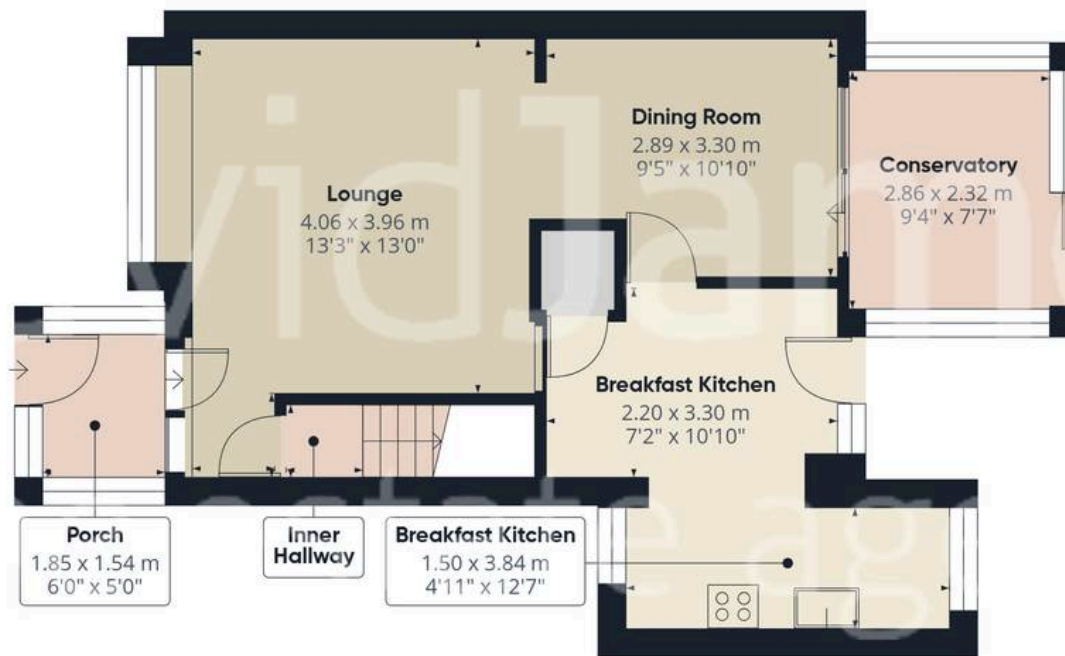 Lounge
4.06 x 3.96 m
13'3" x 13'0"
Dining Room
2.89 x 3.30 m
9'5" x 10'10"
Conservatory
2.86 x 2.32 m
9'4" x 7'7"
Breakfast Kitchen
2.20 x 3.30 m
7'2" x 10'10"
Porch
1.85 x 1.54 m
6'0" x 5'0"
Inner
Hallway
Breakfast Kitchen
1.50 x 3.84 m
4'11" x 12'7"
vidJame
estate ag